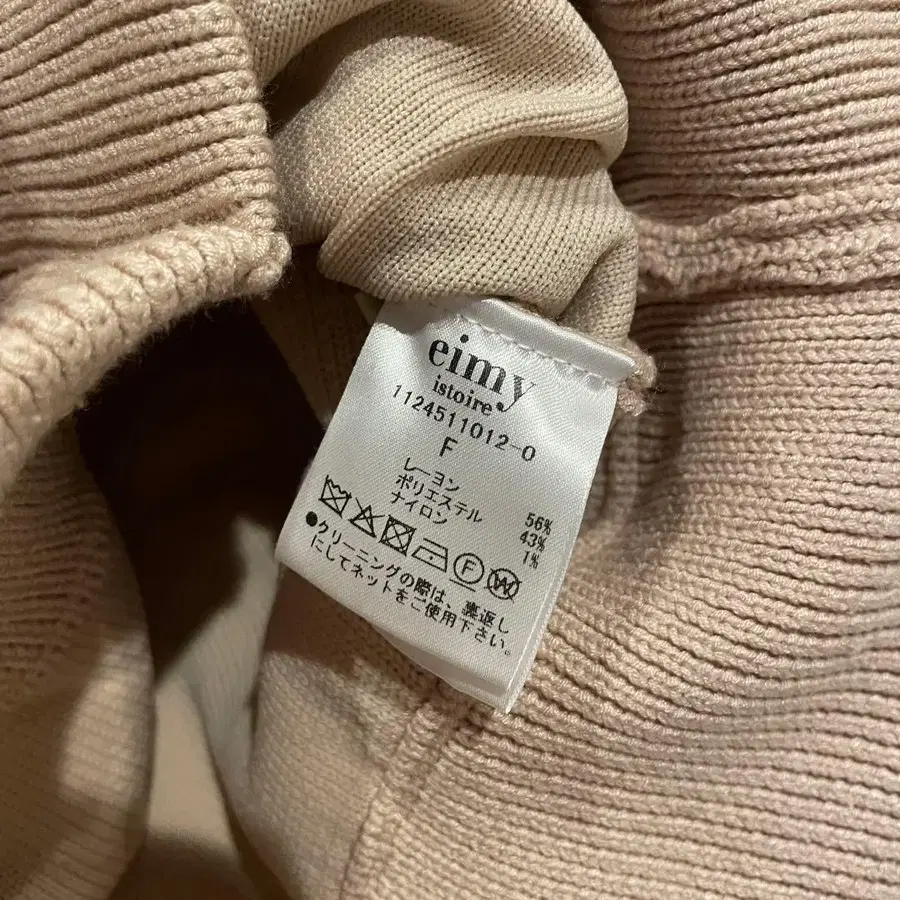 eimy
istoire
1124511012-0
F
レーヨン 56%
ポリエステル 43%
ナイロン 1%
F W
●クリーニングの際は、裏返し
にしてネットをご使用下さい。